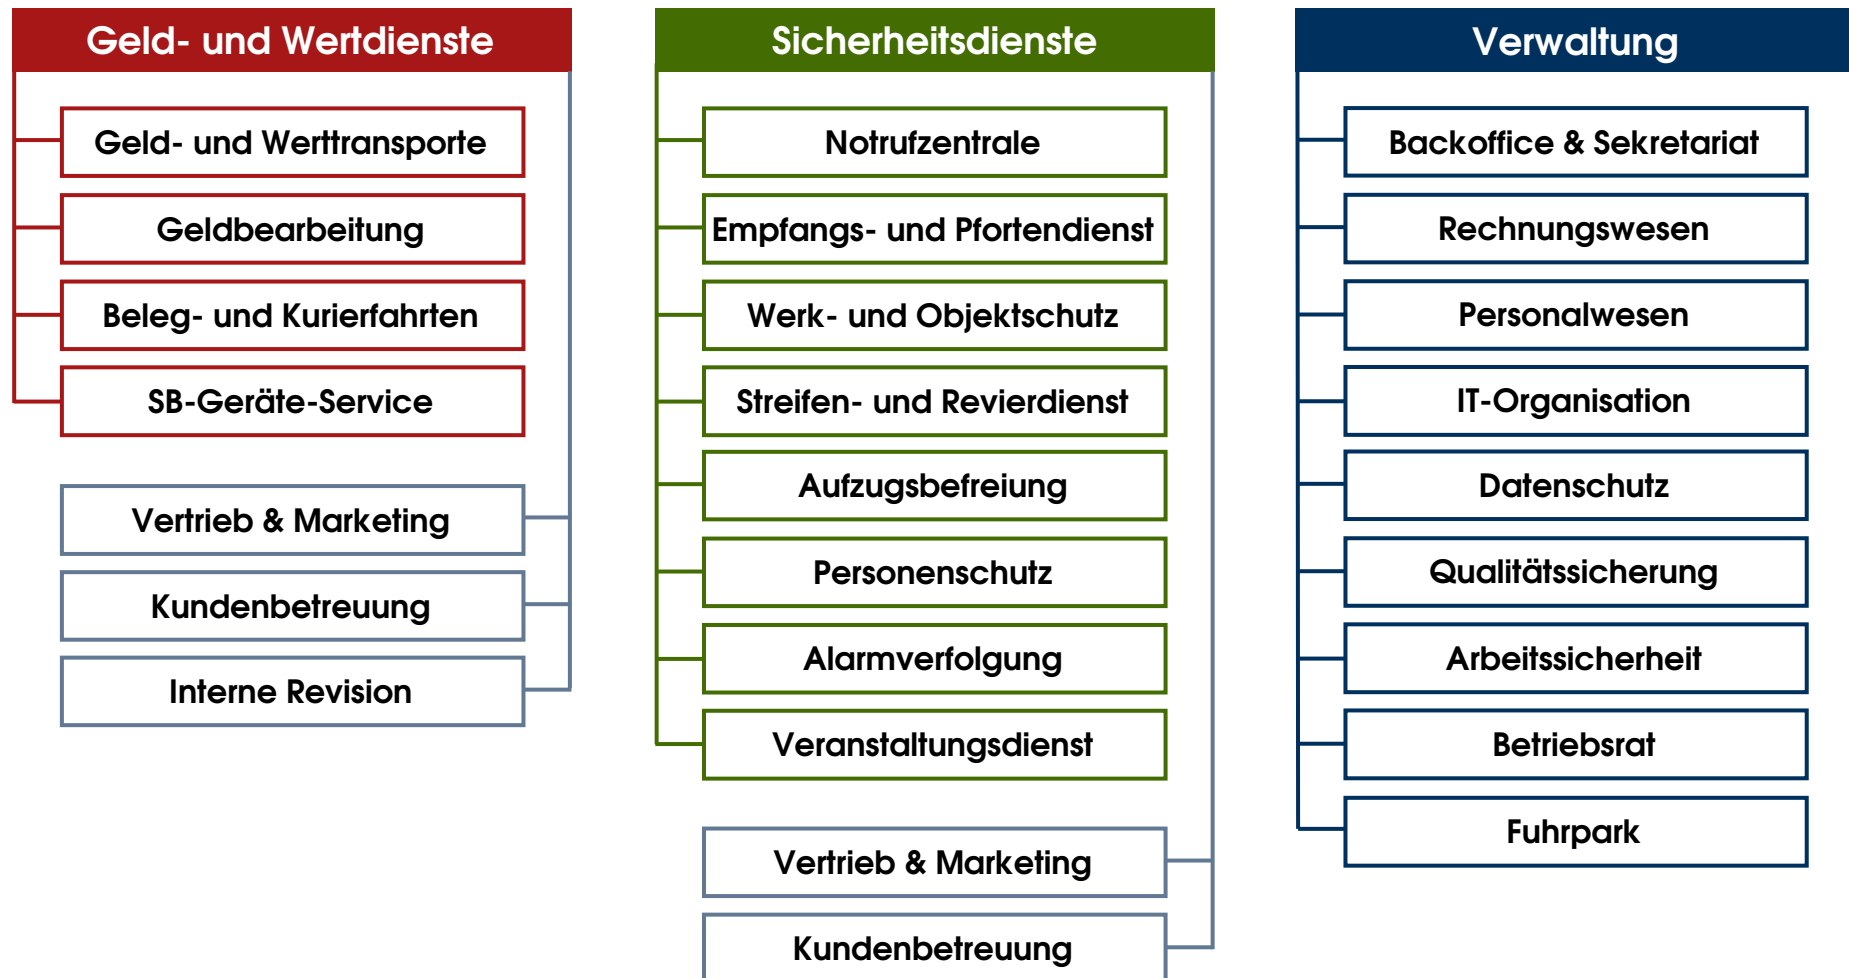 Geld- und Wertdienste
Geld- und Werttransporte
Geldbearbeitung
Beleg- und Kurierfahrten
SB-Geräte-Service
Vertrieb & Marketing
Kundenbetreuung
Interne Revision
Sicherheitsdienste
Notrufzentrale
Empfangs- und Pfortendienst
Werk- und Objektschutz
Streifen- und Revierdienst
Aufzugsbefreiung
Personenschutz
Alarmverfolgung
Veranstaltungsdienst
Vertrieb & Marketing
Kundenbetreuung
Verwaltung
Backoffice & Sekretariat
Rechnungswesen
Personalwesen
IT-Organisation
Datenschutz
Qualitätssicherung
Arbeitssicherheit
Betriebsrat
Fuhrpark